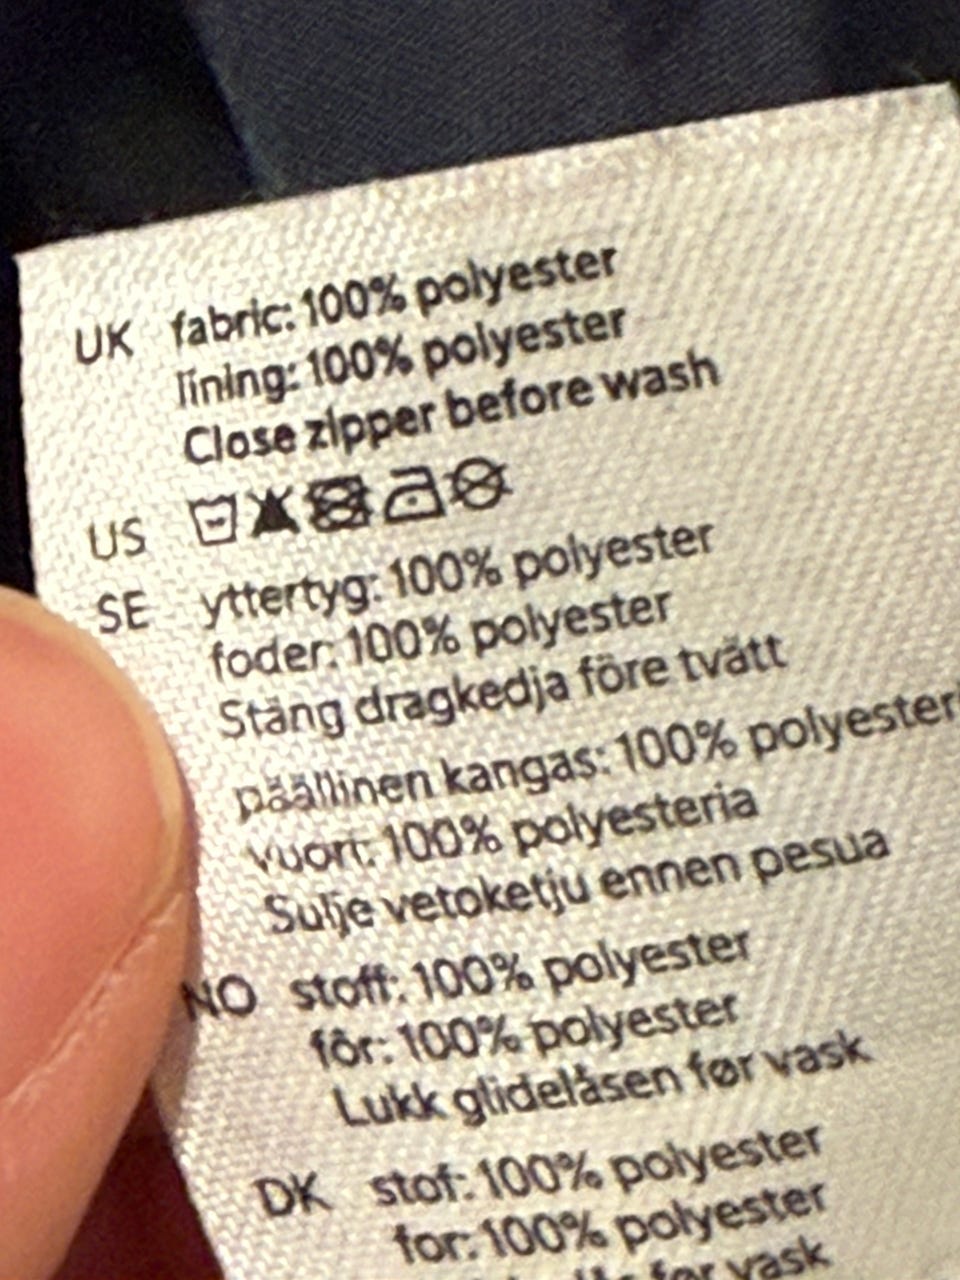 UK fabric: 100% polyester
lining: 100% polyester
Close zipper before wash
US
SE yttertyg: 100% polyester
foder: 100% polyester
Stäng dragkedja före tvätt
päällinen kangas: 100% polyester
vuori: 100% polyesteria
Sulje vetoketju ennen pesua
NO stoff: 100% polyester
fôr: 100% polyester
Lukk glidelåsen før vask
DK stof: 100% polyester
for: 100% polyester
før vask